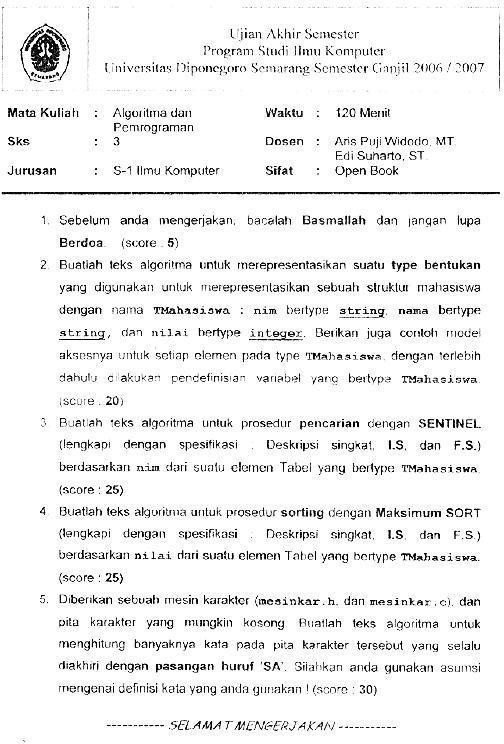 Ujian Akhir Semester
Program Studi Ilmu Komputer
Universitas Diponegoro Semarang Semester Ganjil 2006 / 2007
Mata Kuliah : Algoritma dan Pemrograman
Waktu : 120 Menit
Sks : 3
Dosen : Aris Puji Widodo, MT.
Edi Suharto, ST.
Jurusan : S-1 Ilmu Komputer
Sifat : Open Book
1. Sebelum anda mengerjakan, bacalah Basmallah dan jangan lupa
Berdoa. (score : 5)
2. Buatlah teks algoritma untuk merepresentasikan suatu type bentukan
yang digunakan untuk merepresentasikan sebuah struktur mahasiswa
dengan nama TMahasiswa : nim bertype string, nama bertype
string, dan nilai bertype integer. Berikan juga contoh model
aksesnya untuk setiap elemen pada type TMahasiswa, dengan terlebih
dahulu dilakukan pendefinisian variabel yang bertype TMahasiswa.
(score : 20)
3. Buatlah teks algoritma untuk prosedur pencarian dengan SENTINEL
(lengkapi dengan spesifikasi : Deskripsi singkat, I.S, dan F.S.)
berdasarkan nim dari suatu elemen Tabel yang bertype TMahasiswa.
(score : 25)
4. Buatlah teks algoritma untuk prosedur sorting dengan Maksimum SORT
(lengkapi dengan spesifikasi : Deskripsi singkat, I.S, dan F.S.)
berdasarkan nilai dari suatu elemen Tabel yang bertype TMahasiswa.
(score : 25)
5. Diberikan sebuah mesin karakter (mesinkar.h, dan mesinkar.c), dan
pita karakter yang mungkin kosong. Buatlah teks algoritma untuk
menghitung banyaknya kata pada pita karakter tersebut yang selalu
diakhiri dengan pasangan huruf 'SA'. Silahkan anda gunakan asumsi
mengenai definisi kata yang anda gunakan ! (score : 30)
----------- SELAMAT MENGERJAKAN -----------